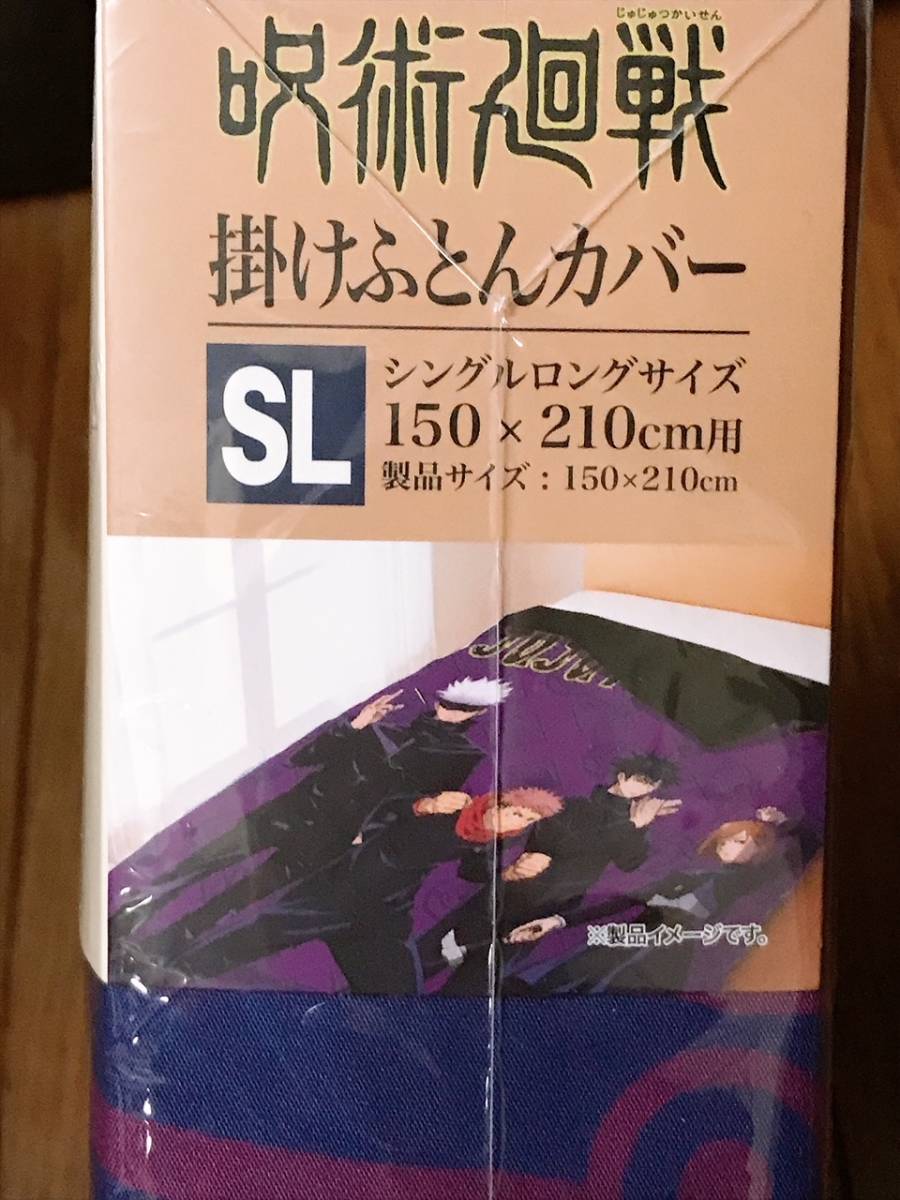 じゅじゅつかいせん
呪術廻戦
掛けふとんカバー
SL
シングルロングサイズ
150 × 210cm用
製品サイズ：150×210cm
※製品イメージです。